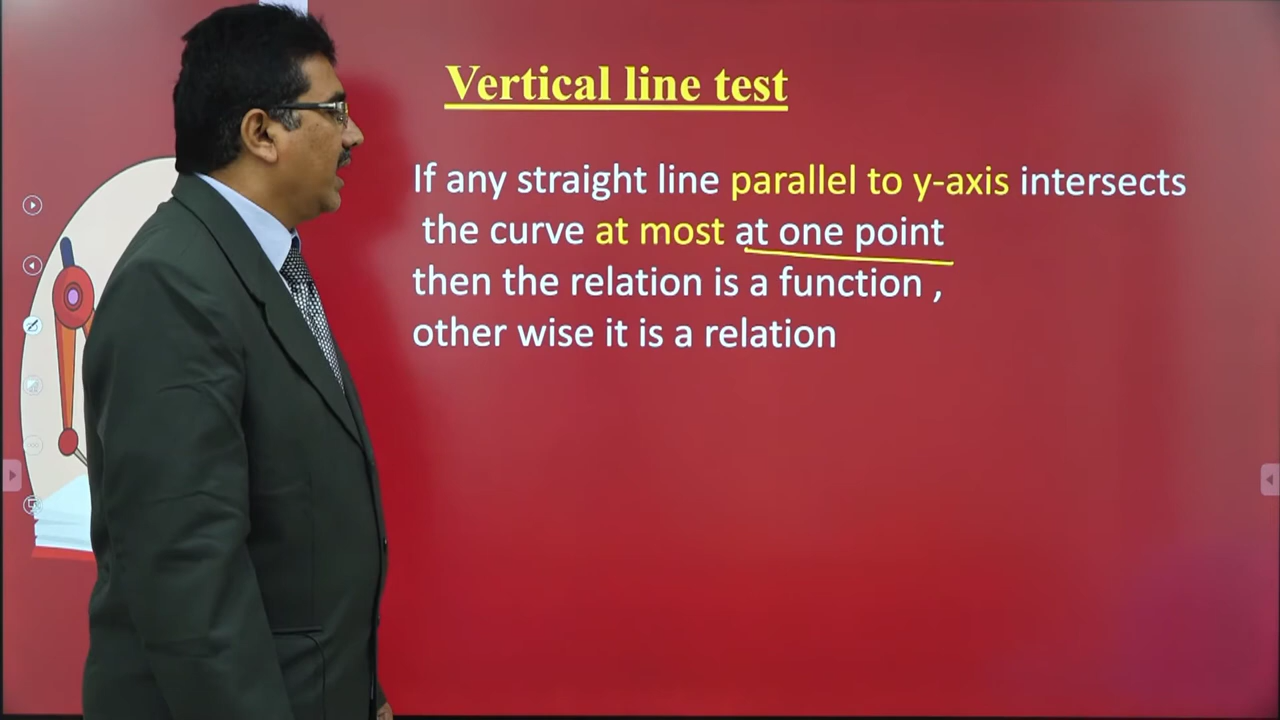 Vertical line test
If any straight line parallel to y-axis intersects
the curve at most at one point
then the relation is a function ,
other wise it is a relation